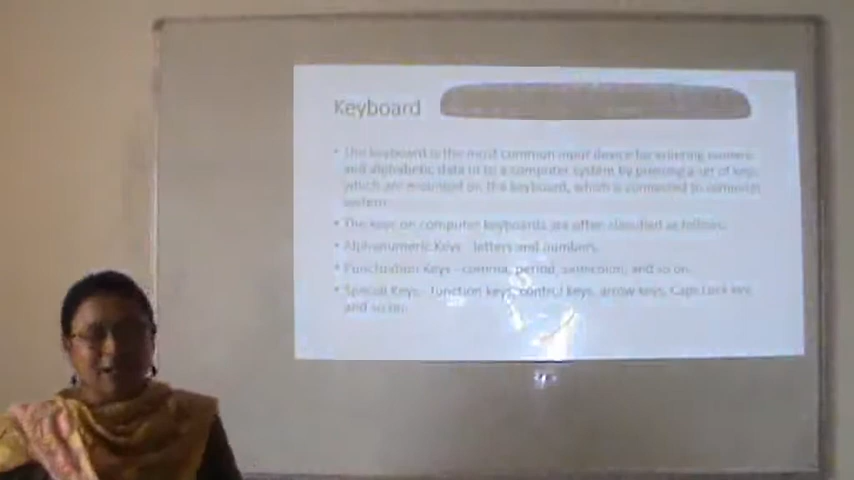 Keyboard
• The keyboard is the most common input device for entering numeric
and alphabetic data in to a computer system by pressing a set of keys
which are mounted on the keyboard, which is connected to computer
system.
• The keys on computer keyboards are often classified as follows.
• Alphanumeric Keys - letters and numbers.
• Punctuation Keys - comma, period, semicolon, and so on.
• Special Keys - function keys, control keys, arrow keys, Caps Lock key,
and so on.